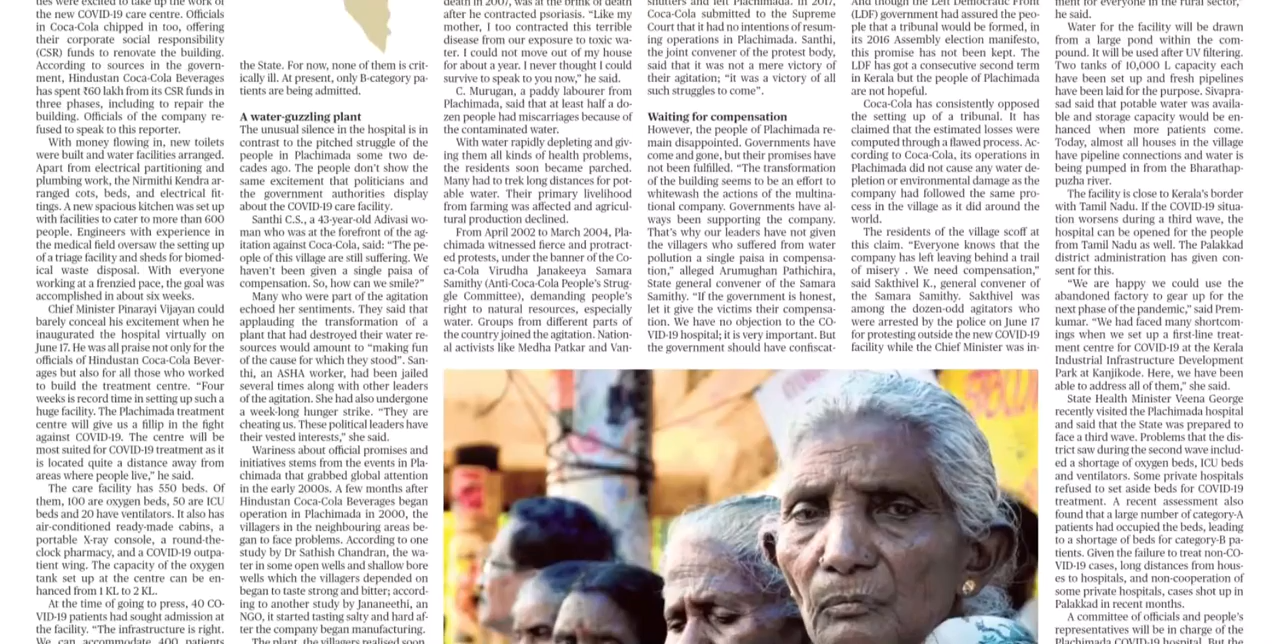 ties were excited to take up the work of
the new COVID-19 care centre. Officials
in Coca-Cola chipped in too, offering
their corporate social responsibility
(CSR) funds to renovate the building.
According to sources in the govern-
ment, Hindustan Coca-Cola Beverages
has spent ₹60 lakh from its CSR funds in
three phases, including to repair the
building. Officials of the company re-
fused to speak to this reporter.
With money flowing in, new toilets
were built and water facilities arranged.
Apart from electrical partitioning and
plumbing work, the Nirmithi Kendra ar-
ranged cots, beds, and electrical fit-
tings. A new spacious kitchen was set up
with facilities to cater to more than 600
people. Engineers with experience in
the medical field oversaw the setting up
of a triage facility and sheds for biomed-
ical waste disposal. With everyone
working at a frenzied pace, the goal was
accomplished in about six weeks.
Chief Minister Pinarayi Vijayan could
barely conceal his excitement when he
inaugurated the hospital virtually on
June 17. He was all praise not only for the
officials of Hindustan Coca-Cola Bever-
ages but also for all those who worked
to build the treatment centre. “Four
weeks is record time in setting up such a
huge facility. The Plachimada treatment
centre will give us a fillip in the fight
against COVID-19. The centre will be
most suited for COVID-19 treatment as it
is located quite a distance away from
areas where people live,” he said.
The care facility has 550 beds. Of
them, 100 are oxygen beds, 50 are ICU
beds and 20 have ventilators. It also has
air-conditioned ready-made cabins, a
portable X-ray console, a round-the-
clock pharmacy, and a COVID-19 outpa-
tient wing. The capacity of the oxygen
tank set up at the centre can be en-
hanced from 1 KL to 2 KL.
At the time of going to press, 40 CO-
VID-19 patients had sought admission at
the facility. “The infrastructure is right.
We can accommodate 400 patients
the State. For now, none of them is crit-
ically ill. At present, only B-category pa-
tients are being admitted.
A water-guzzling plant
The unusual silence in the hospital is in
contrast to the pitched struggle of the
people in Plachimada some two de-
cades ago. The people don’t show the
same excitement that politicians and
the government authorities display
about the COVID-19 care facility.
Santhi C.S., a 43-year-old Adivasi wo-
man who was at the forefront of the ag-
itation against Coca-Cola, said: “The pe-
ople of this village are still suffering. We
haven’t been given a single paisa of
compensation. So, how can we smile?”
Many who were part of the agitation
echoed her sentiments. They said that
applauding the transformation of a
plant that had destroyed their water re-
sources would amount to “making fun
of the cause for which they stood”. San-
thi, an ASHA worker, had been jailed
several times along with other leaders
of the agitation. She had also undergone
a week-long hunger strike. “They are
cheating us. These political leaders have
their vested interests,” she said.
Wariness about official promises and
initiatives stems from the events in Pla-
chimada that grabbed global attention
in the early 2000s. A few months after
Hindustan Coca-Cola Beverages began
operation in Plachimada in 2000, the
villagers in the neighbouring areas be-
gan to face problems. According to one
study by Dr Sathish Chandran, the wa-
ter in some open wells and shallow bore
wells which the villagers depended on
began to taste strong and bitter; accord-
ing to another study by Jananeethi, an
NGO, it started tasting salty and hard af-
ter the company began manufacturing.
The plant, the villagers realised soon
death in 2007, was at the brink of death
after he contracted psoriasis. “Like my
mother, I too contracted this terrible
disease from our exposure to toxic wa-
ter. I could not move out of my house
for about a year. I never thought I could
survive to speak to you now,” he said.
C. Murugan, a paddy labourer from
Plachimada, said that at least half a do-
zen people had miscarriages because of
the contaminated water.
With water rapidly depleting and giv-
ing them all kinds of health problems,
the residents soon became parched.
Many had to trek long distances for pot-
able water. Their primary livelihood
from farming was affected and agricul-
tural production declined.
From April 2002 to March 2004, Pla-
chimada witnessed fierce and protract-
ed protests, under the banner of the Co-
ca-Cola Virudha Janakeeya Samara
Samithy (Anti-Coca-Cola People’s Strug-
gle Committee), demanding people’s
right to natural resources, especially
water. Groups from different parts of
the country joined the agitation. Nation-
al activists like Medha Patkar and Van-
shutters and left Plachimada. In 2017,
Coca-Cola submitted to the Supreme
Court that it had no intentions of resum-
ing operations in Plachimada. Santhi,
the joint convener of the protest body,
said that it was not a mere victory of
their agitation; “it was a victory of all
such struggles to come”.
Waiting for compensation
However, the people of Plachimada re-
main disappointed. Governments have
come and gone, but their promises have
not been fulfilled. “The transformation
of the building seems to be an effort to
whitewash the actions of the multina-
tional company. Governments have al-
ways been supporting the company.
That’s why our leaders have not given
the villagers who suffered from water
pollution a single paisa in compensa-
tion,” alleged Arumughan Pathichira,
State general convener of the Samara
Samithy. “If the government is honest,
let it give the victims their compensa-
tion. We have no objection to the CO-
VID-19 hospital; it is very important. But
the government should have confiscat-
And though the Left Democratic Front
(LDF) government had assured the peo-
ple that a tribunal would be formed, in
its 2016 Assembly election manifesto,
this promise has not been kept. The
LDF has got a consecutive second term
in Kerala but the people of Plachimada
are not hopeful.
Coca-Cola has consistently opposed
the setting up of a tribunal. It has
claimed that the estimated losses were
computed through a flawed process. Ac-
cording to Coca-Cola, its operations in
Plachimada did not cause any water de-
pletion or environmental damage as the
company had followed the same pro-
cess in the village as it did around the
world.
The residents of the village scoff at
this claim. “Everyone knows that the
company has left leaving behind a trail
of misery . We need compensation,”
said Sakthivel K., general convener of
the Samara Samithy. Sakthivel was
among the dozen-odd agitators who
were arrested by the police on June 17
for protesting outside the new COVID-19
facility while the Chief Minister was in-
ment for everyone in the rural sector,”
he said.
Water for the facility will be drawn
from a large pond within the com-
pound. It will be used after UV filtering.
Two tanks of 10,000 L capacity each
have been set up and fresh pipelines
have been laid for the purpose. Sivapra-
sad said that potable water was availa-
ble and storage capacity would be en-
hanced when more patients come.
Today, almost all houses in the village
have pipeline connections and water is
being pumped in from the Bharathap-
puzha river.
The facility is close to Kerala’s border
with Tamil Nadu. If the COVID-19 situa-
tion worsens during a third wave, the
hospital can be opened for the people
from Tamil Nadu as well. The Palakkad
district administration has given con-
sent for this.
“We are happy we could use the
abandoned factory to gear up for the
next phase of the pandemic,” said Prem-
kumar. “We had faced many shortcom-
ings when we set up a first-line treat-
ment centre for COVID-19 at the Kerala
Industrial Infrastructure Development
Park at Kanjikode. Here, we have been
able to address all of them,” she said.
State Health Minister Veena George
recently visited the Plachimada hospital
and said that the State was prepared to
face a third wave. Problems that the dis-
trict saw during the second wave includ-
ed a shortage of oxygen beds, ICU beds
and ventilators. Some private hospitals
refused to set aside beds for COVID-19
treatment. A recent assessment also
found that a large number of category-A
patients had occupied the beds, leading
to a shortage of beds for category-B pa-
tients. Given the failure to treat non-CO-
VID-19 cases, long distances from hous-
es to hospitals, and non-cooperation of
some private hospitals, cases shot up in
Palakkad in recent months.
A committee of officials and people’s
representatives will be in charge of the
Plachimada COVID-19 hospital. But the